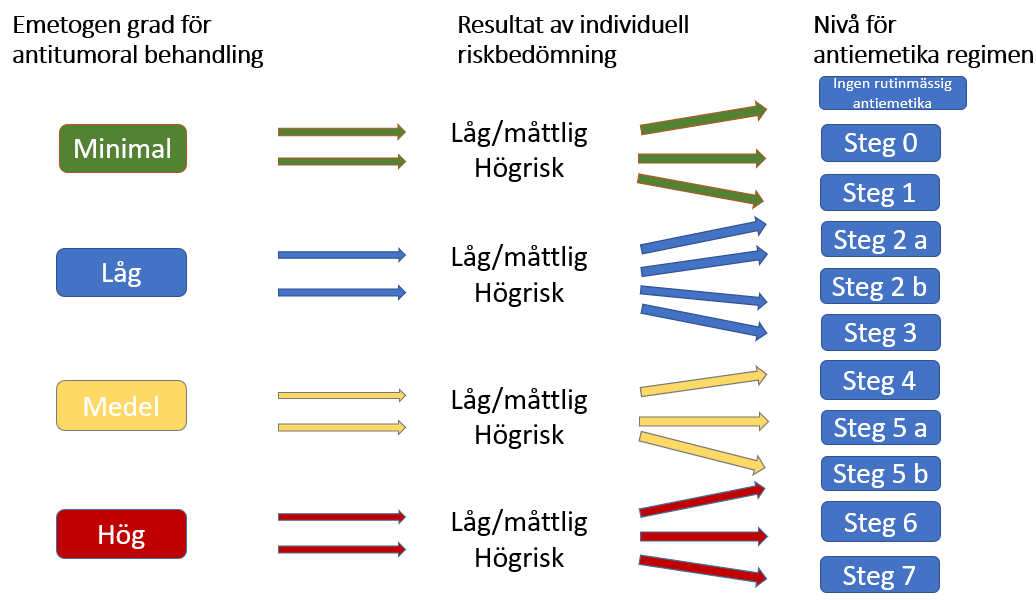 Emetogen grad för
antitumoral behandling
Resultat av individuell
riskbedömning
Nivå för
antiemetika regimen
Ingen rutinmässig
antiemetika
Minimal
Låg/måttlig
Högrisk
Steg 0
Steg 1
Låg
Låg/måttlig
Högrisk
Steg 2 a
Steg 2 b
Steg 3
Medel
Låg/måttlig
Högrisk
Steg 4
Steg 5 a
Steg 5 b
Hög
Låg/måttlig
Högrisk
Steg 6
Steg 7